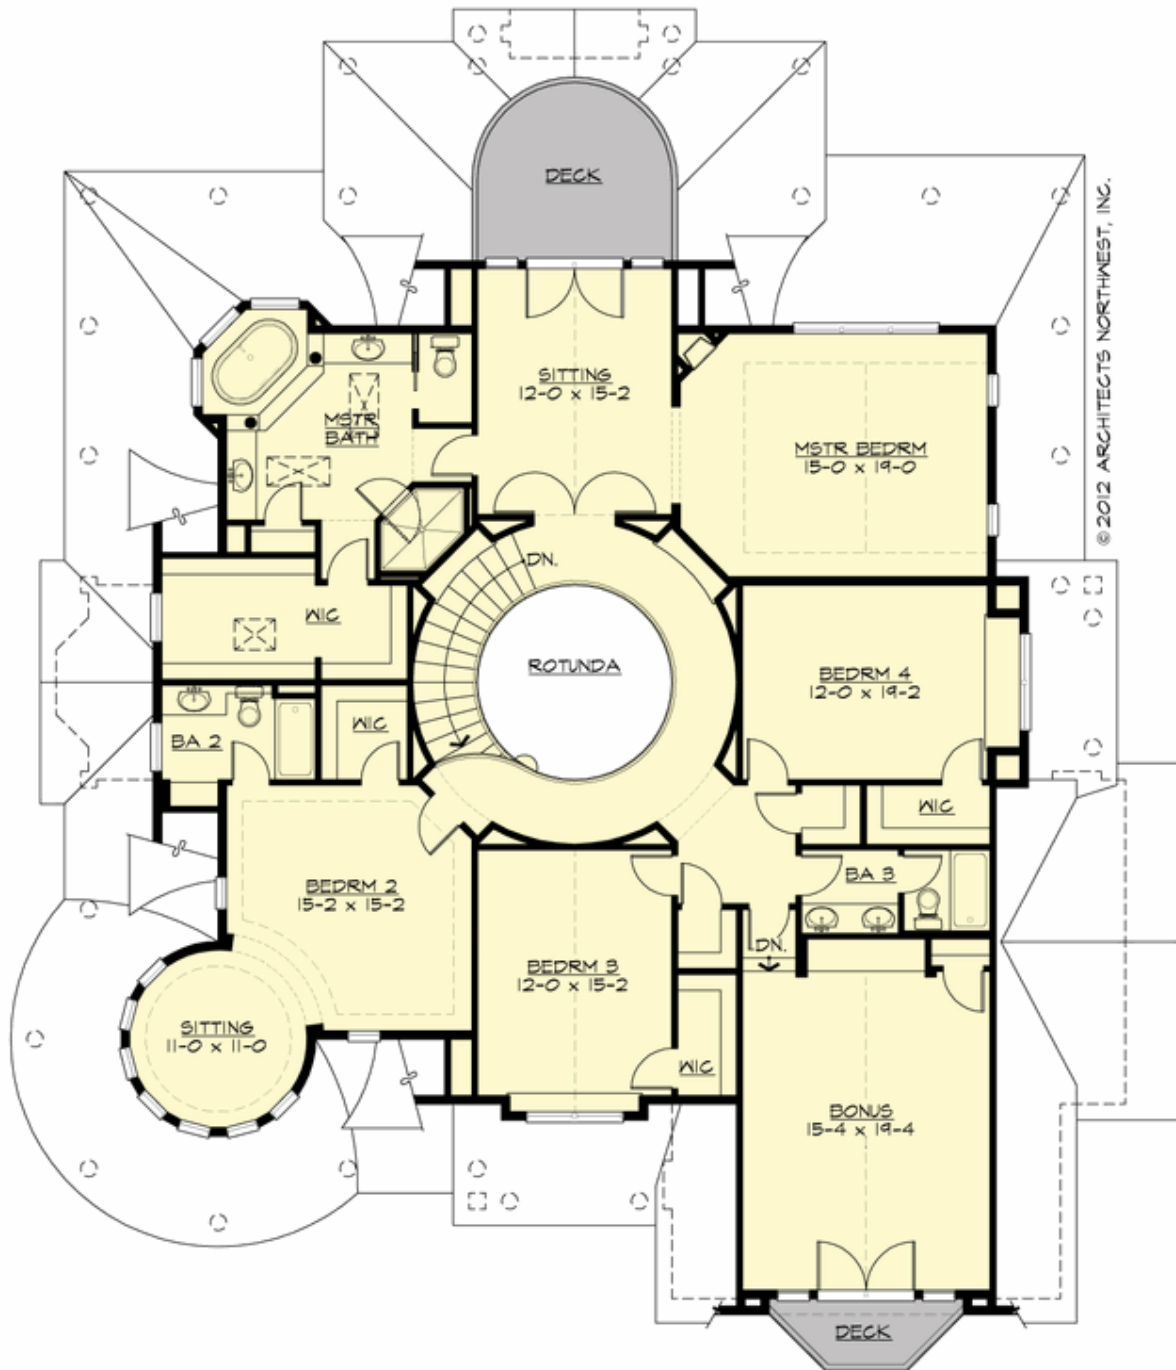 DECK
© 2012 ARCHITECTS NORTHWEST, INC.
SITTING
12-0 x 15-2
MSTR
BATH
MSTR BEDRM
15-0 x 19-0
DN.
WIC
ROTUNDA
BEDRM 4
12-0 x 19-2
BA 2
WIC
WIC
BEDRM 2
15-2 x 15-2
BA 3
DN.
BEDRM 3
12-0 x 15-2
SITTING
11-0 x 11-0
WIC
BONUS
15-4 x 19-4
DECK